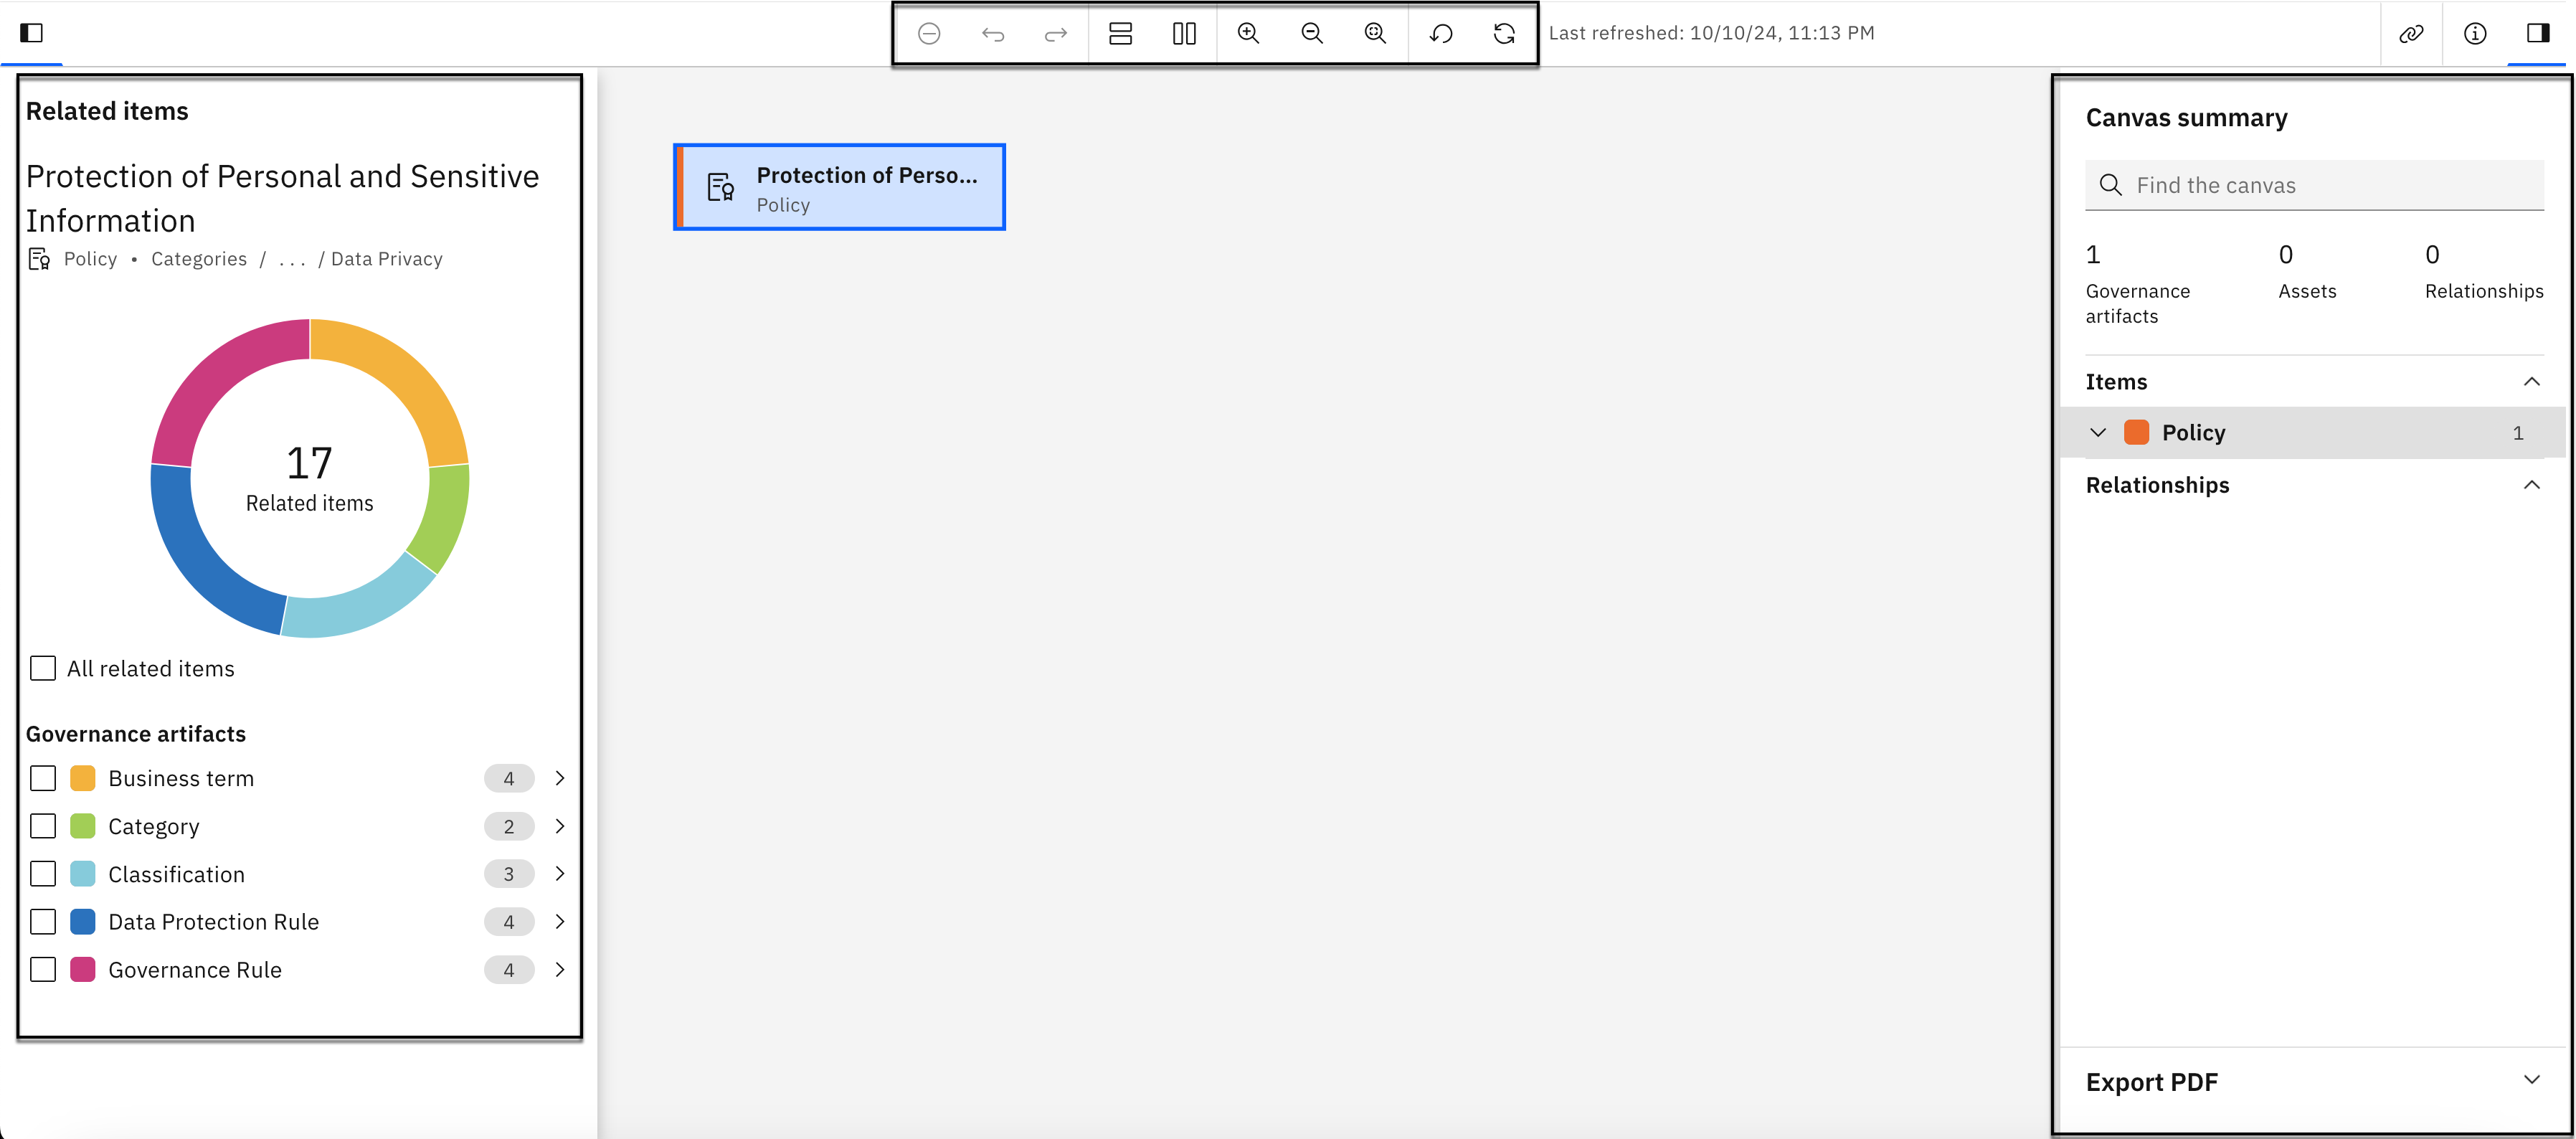 Last refreshed: 10/10/24, 11:13 PM
Related items
Protection of Personal and Sensitive
Information
Policy • Categories / ... / Data Privacy
17
Related items
All related items
Governance artifacts
Business term 4
Category 2
Classification 3
Data Protection Rule 4
Governance Rule 4
Protection of Perso...
Policy
Canvas summary
Find the canvas
1 0 0
Governance Assets Relationships
artifacts
Items
Policy 1
Relationships
Export PDF